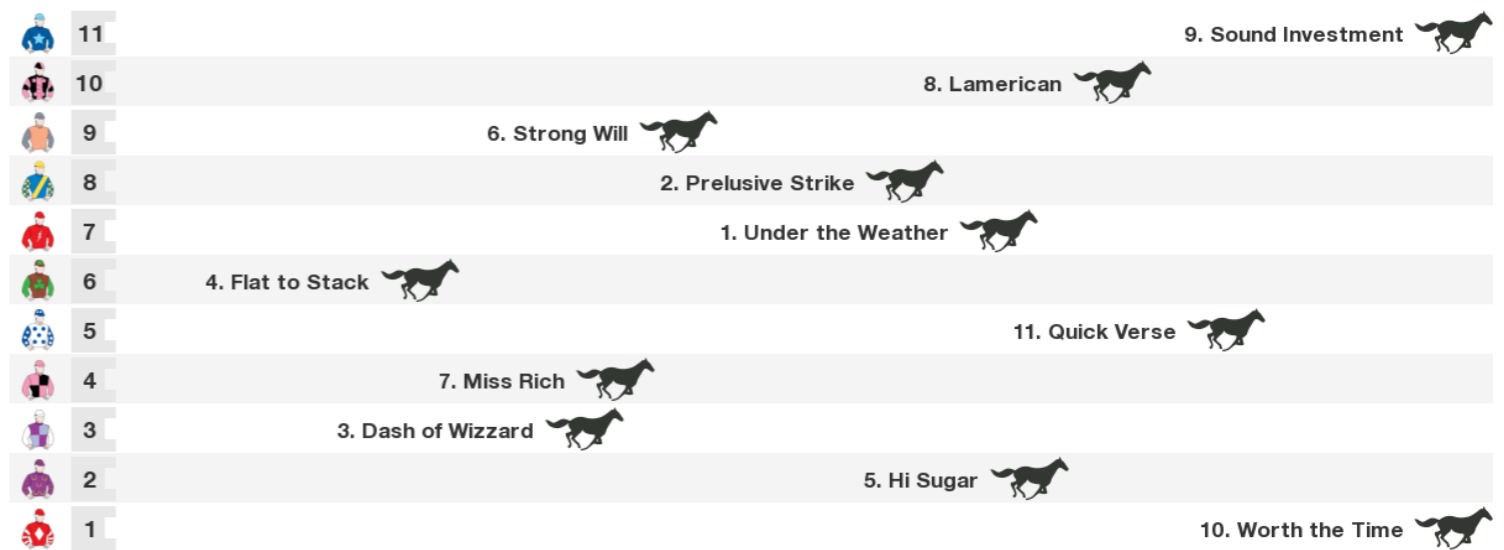 11 9. Sound Investment
10 8. Lamerican
9 6. Strong Will
8 2. Prelusive Strike
7 1. Under the Weather
6 4. Flat to Stack
5 11. Quick Verse
4 7. Miss Rich
3 3. Dash of Wizzard
2 5. Hi Sugar
1 10. Worth the Time